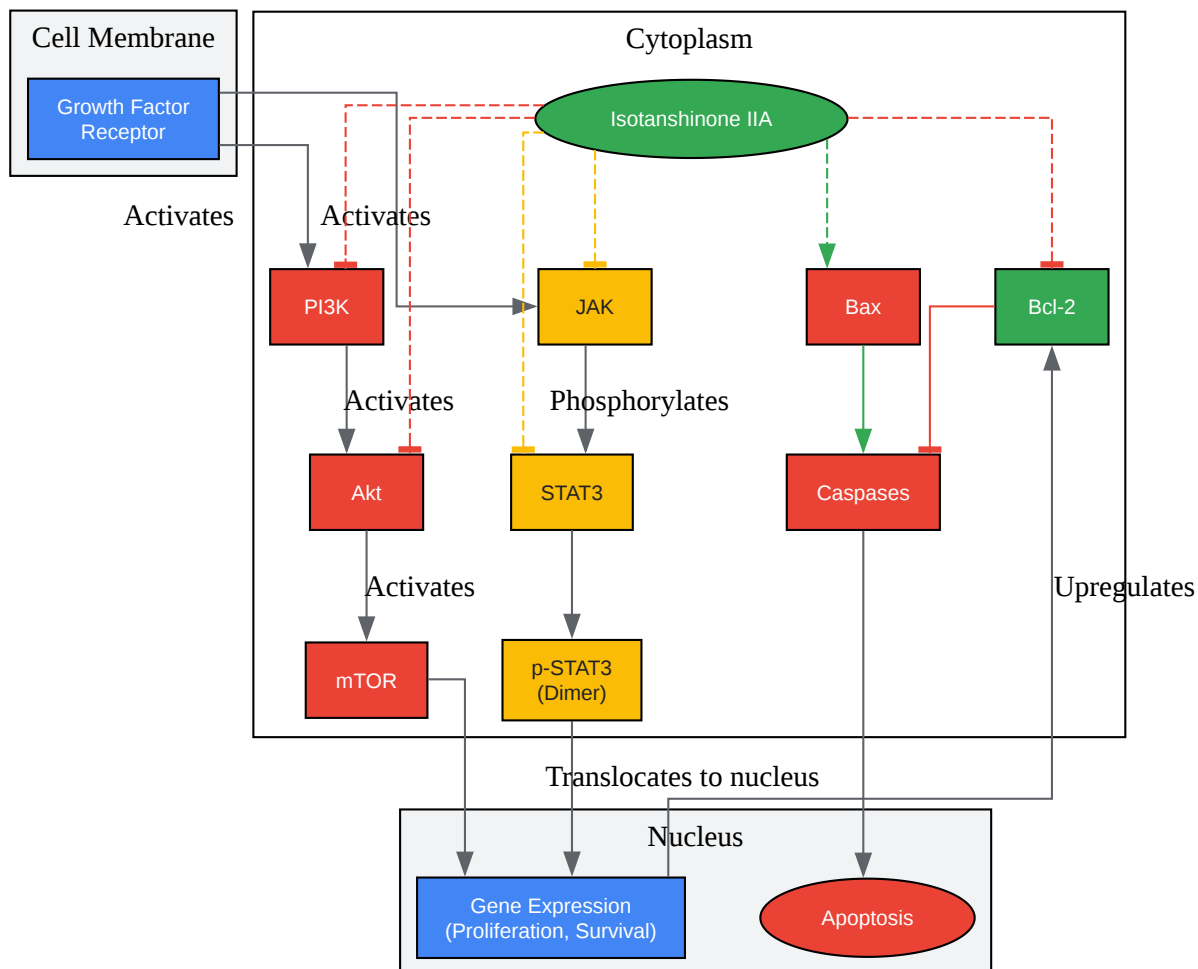 Cell Membrane
Cytoplasm
Growth Factor
Receptor
Isotanshinone IIA
Activates
Activates
PI3K
JAK
Bax
Bcl-2
Activates
Phosphorylates
Akt
STAT3
Caspases
Activates
Upregulates
mTOR
p-STAT3
(Dimer)
Translocates to nucleus
Nucleus
Gene Expression
(Proliferation, Survival)
Apoptosis